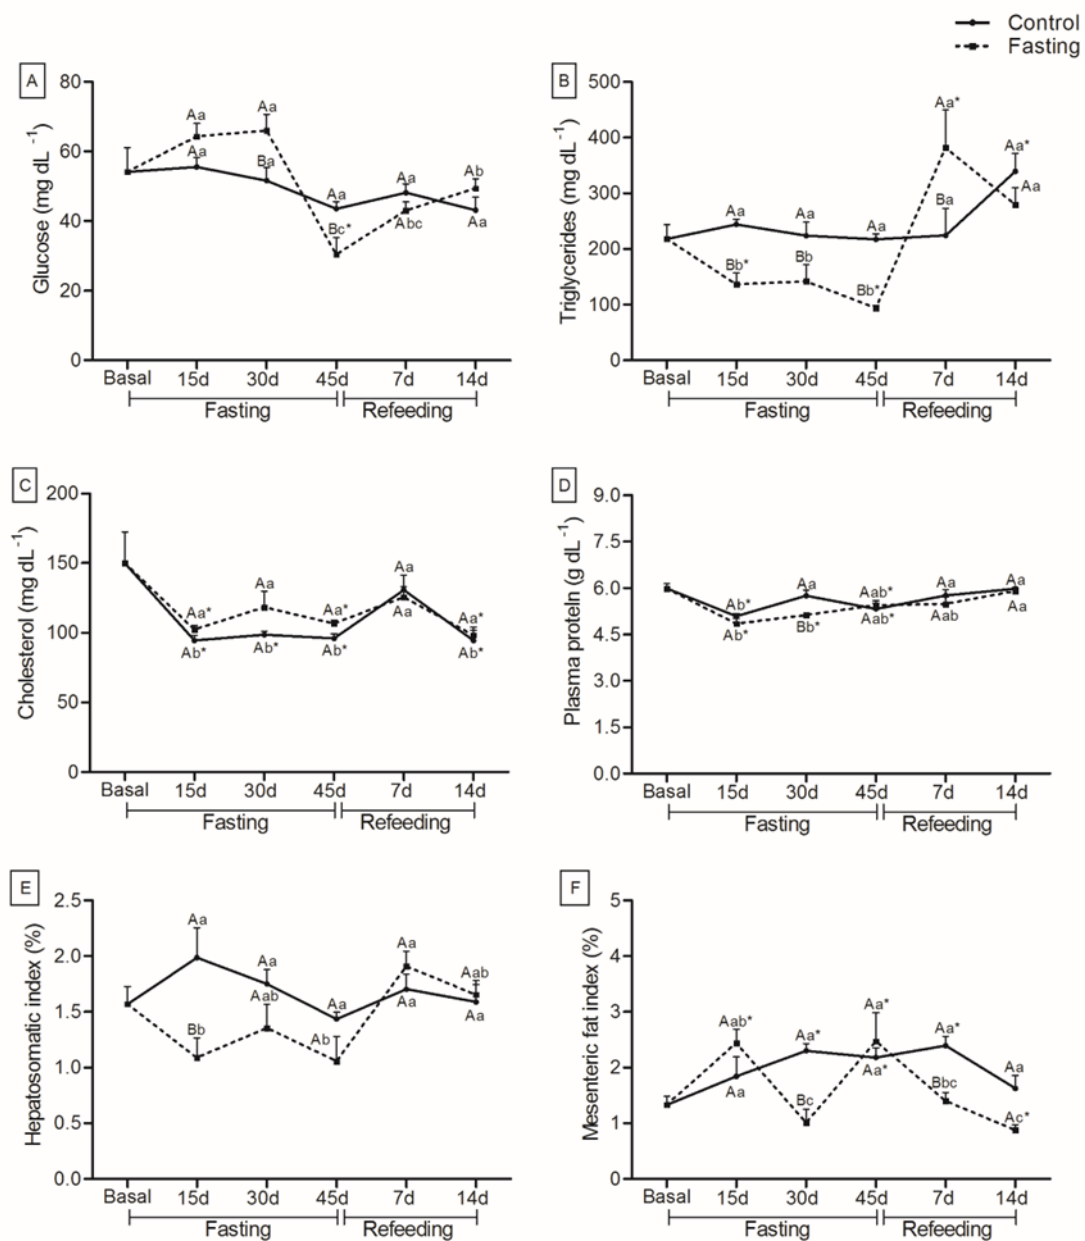 Control
Fasting
A
80
60
40
20
0
Glucose (mg dL -1)
Aa Aa
Aa Ba Aa Aa Ab
Bc* Abc Aa
Basal 15d 30d 45d 7d 14d
Fasting Refeeding
B
500
400
300
200
100
0
Triglycerides (mg dL -1)
Aa* Aa*
Aa Aa Aa Ba Aa
Bb* Bb Bb*
Basal 15d 30d 45d 7d 14d
Fasting Refeeding
C
200
150
100
50
0
Cholesterol (mg dL -1)
Aa* Aa Aa* Aa Aa*
Ab* Ab* Ab* Aa Ab*
Basal 15d 30d 45d 7d 14d
Fasting Refeeding
D
9.0
7.5
6.0
4.5
3.0
1.5
0.0
Plasma protein (g dL -1)
Ab* Aa Aab* Aa Aa
Ab* Bb* Aab* Aab Aa
Basal 15d 30d 45d 7d 14d
Fasting Refeeding
E
2.5
2.0
1.5
1.0
0.5
0.0
Hepatosomatic index (%)
Aa Aa Aa Aa Aab
Bb Aab Ab Aa Aa
Basal 15d 30d 45d 7d 14d
Fasting Refeeding
F
5
4
3
2
1
0
Mesenteric fat index (%)
Aab* Aa* Aa* Aa* Aa
Aa Bc Aa* Bbc Ac*
Basal 15d 30d 45d 7d 14d
Fasting Refeeding